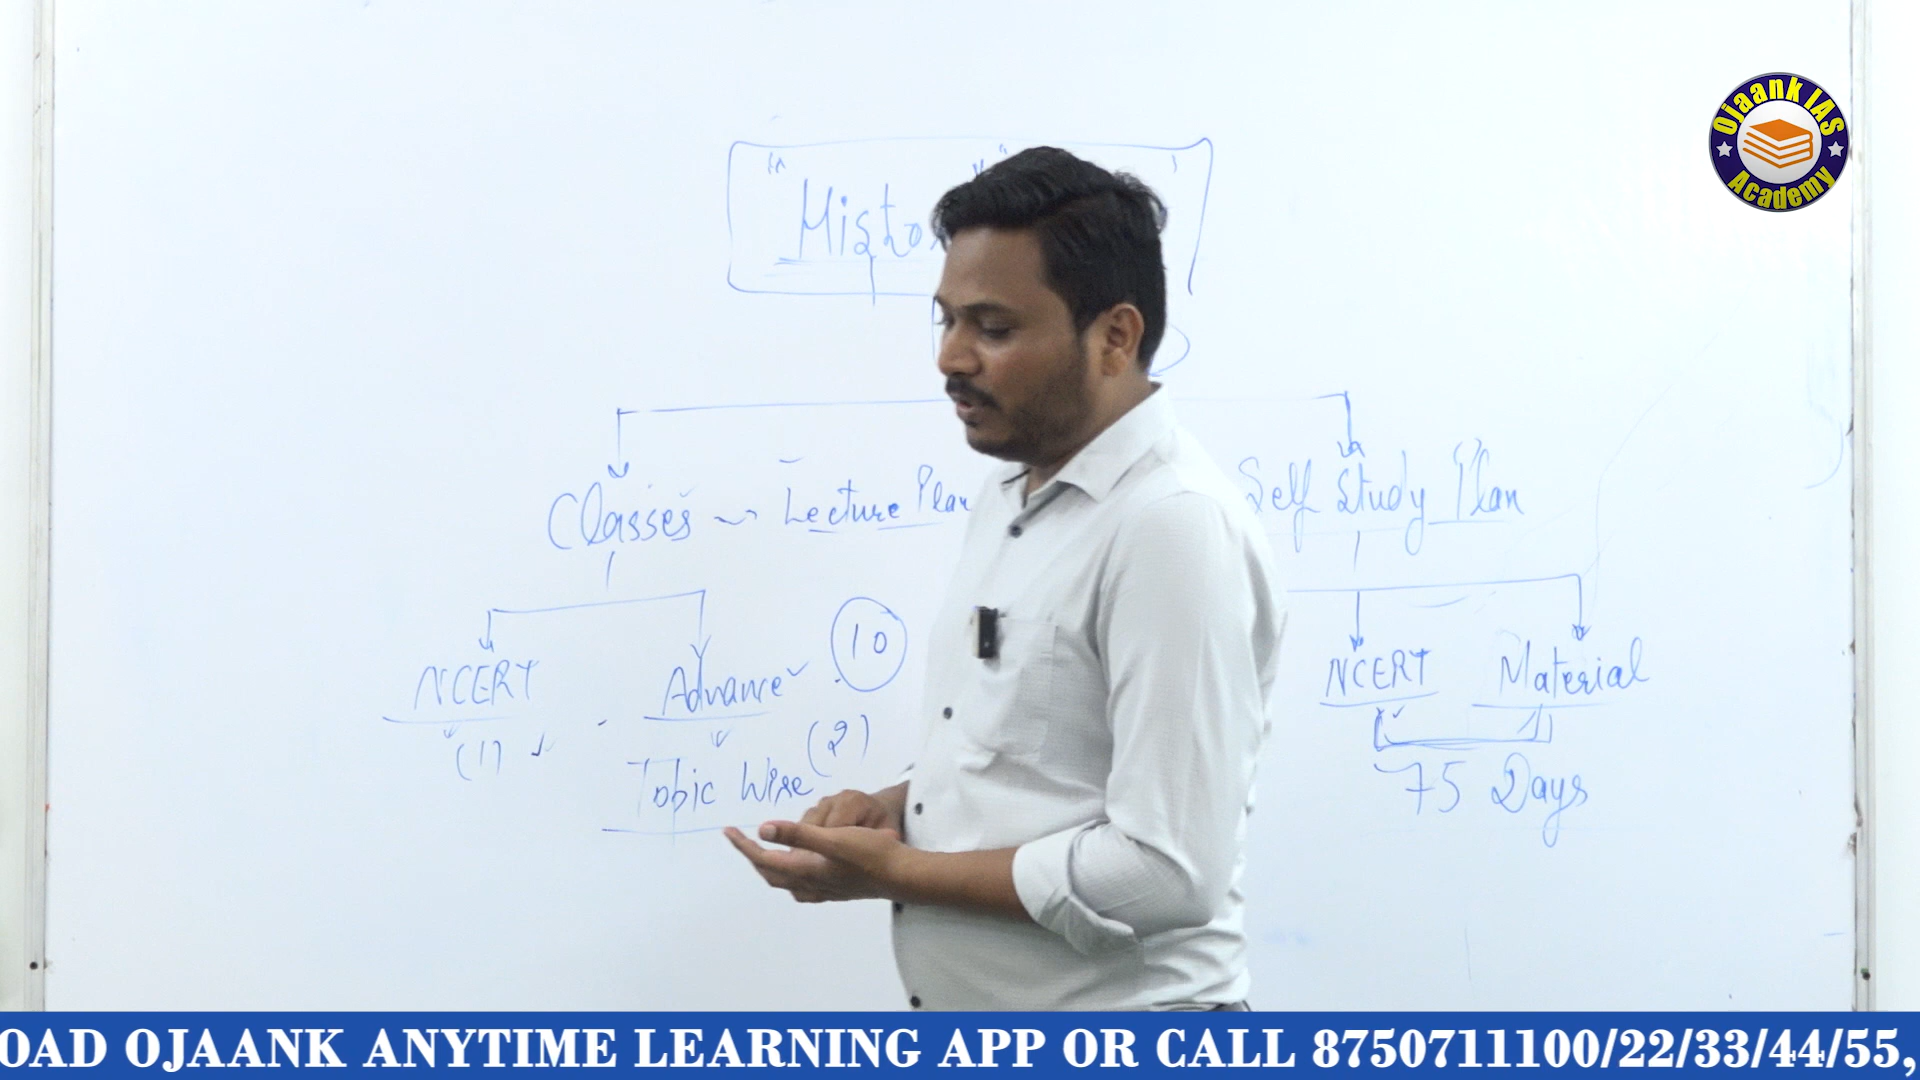 Ojaank IAS
Academy
Histo
Classes → Lecture Plan
Self Study Plan
NCERT
Advance
10
NCERT
Material
(1)
(2)
Topic Wise
75 Days
OAD OJAANK ANYTIME LEARNING APP OR CALL 8750711100/22/33/44/55,